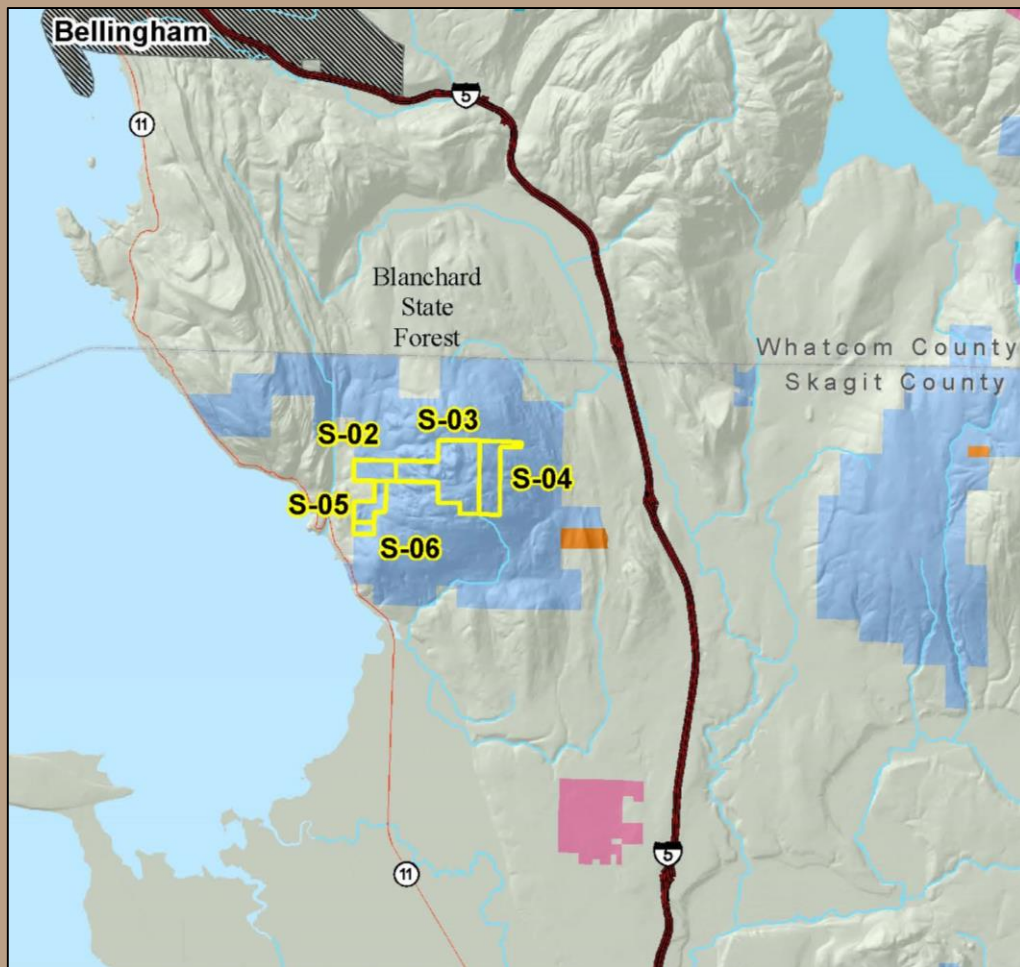 Bellingham
5
11
Blanchard
State
Forest
Whatcom County
Skagit County
S-03
S-02
S-04
S-05
S-06
5
11